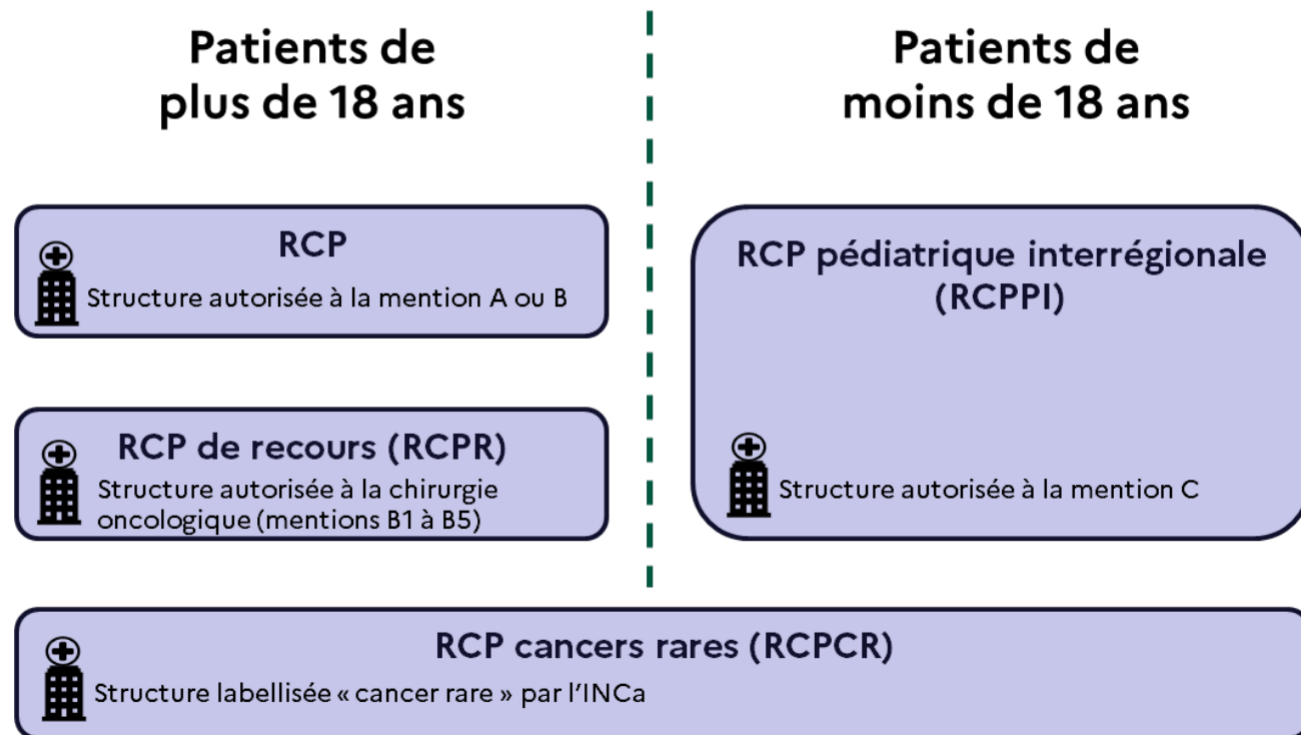 Patients de
plus de 18 ans
Patients de
moins de 18 ans
RCP
Structure autorisée à la mention A ou B
RCP de recours (RCPR)
Structure autorisée à la chirurgie
oncologique (mentions B1 à B5)
RCP pédiatrique interrégionale
(RCPPI)
Structure autorisée à la mention C
RCP cancers rares (RCPCR)
Structure labellisée « cancer rare » par l’INCa